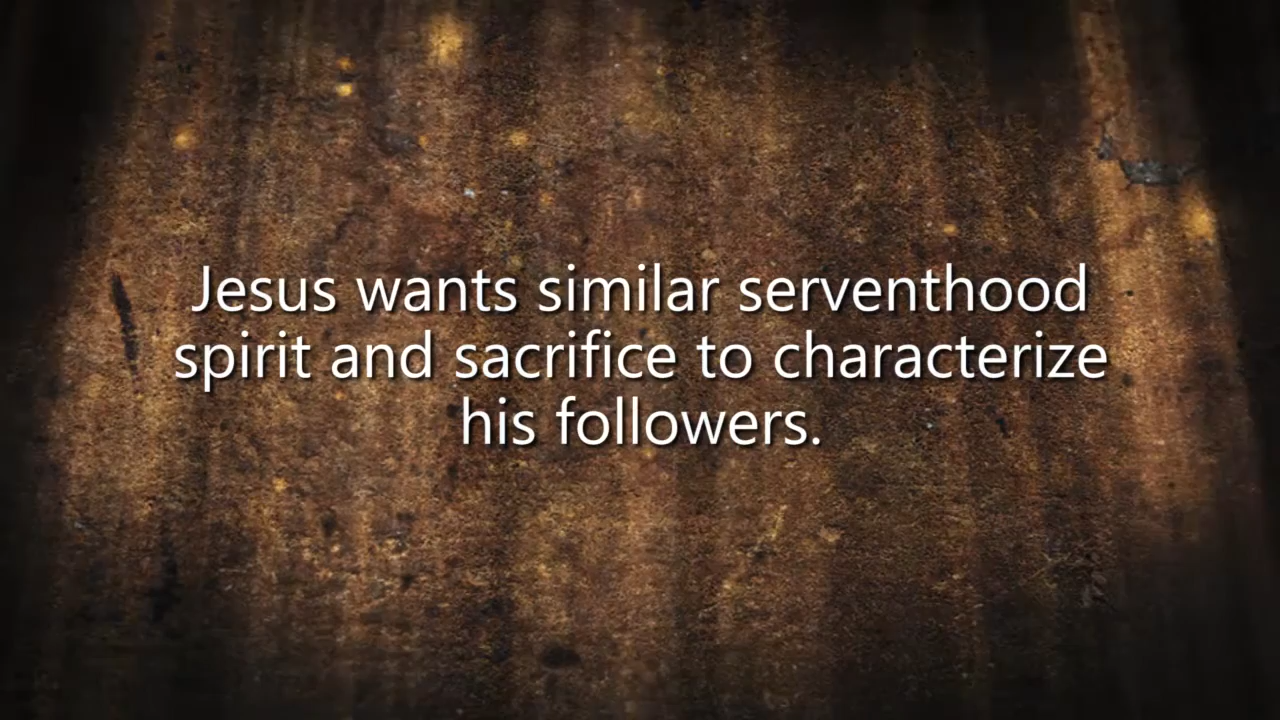 Jesus wants similar serventhood
spirit and sacrifice to characterize
his followers.